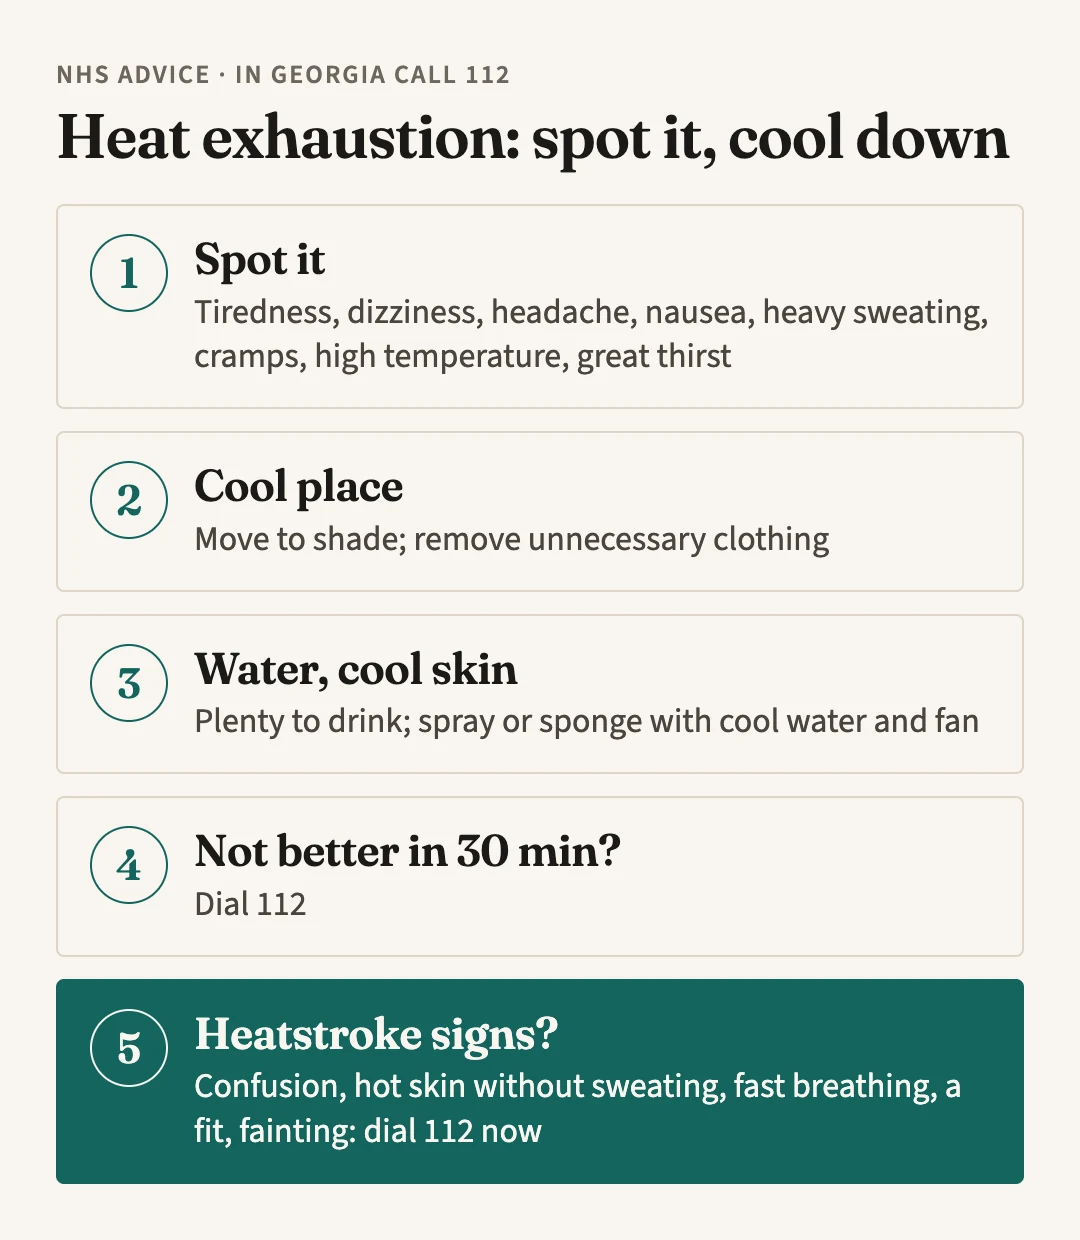 NHS ADVICE · IN GEORGIA CALL 112
Heat exhaustion: spot it, cool down
1
Spot it
Tiredness, dizziness, headache, nausea, heavy sweating,
cramps, high temperature, great thirst
2
Cool place
Move to shade; remove unnecessary clothing
3
Water, cool skin
Plenty to drink; spray or sponge with cool water and fan
4
Not better in 30 min?
Dial 112
5
Heatstroke signs?
Confusion, hot skin without sweating, fast breathing, a
fit, fainting: dial 112 now